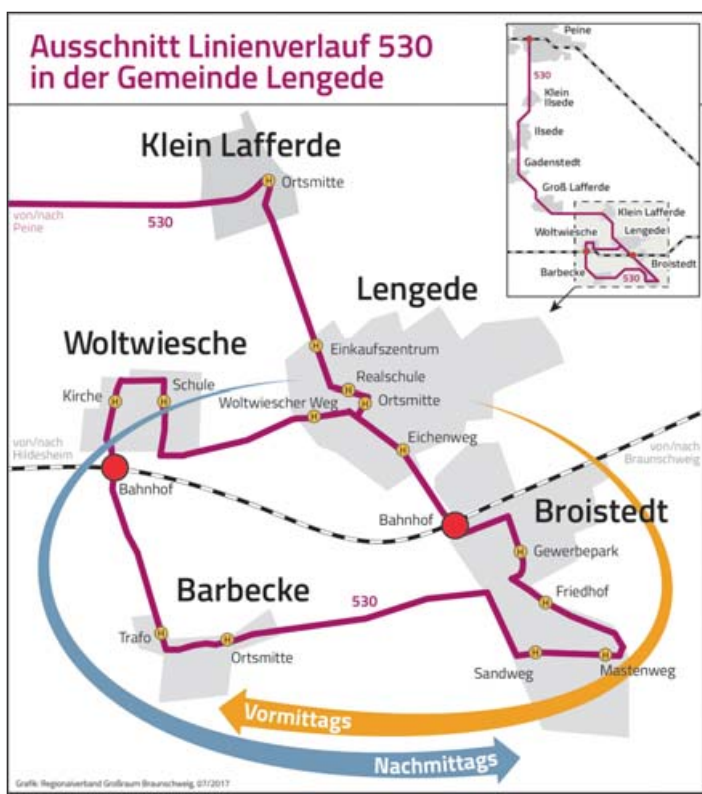 Ausschnitt Linienverlauf 530
in der Gemeinde Lengede
Peine
530
Klein
Ilsede
Ilsede
Gadenstedt
Groß Lafferde
Klein Lafferde
Woltwiesche
Lengede
Broistedt
Barbecke
530
Klein Lafferde
H
Ortsmitte
530
von/nach
Peine
Lengede
H
Einkaufszentrum
Woltwiesche
H
Realschule
Kirche
H
Schule
H
Woltwiescher Weg
H
H
Ortsmitte
H
Eichenweg
von/nach
Hildesheim
von/nach
Braunschweig
Bahnhof
Bahnhof
Broistedt
H
Gewerbepark
Barbecke
530
H
Friedhof
Trafo
H
H
Ortsmitte
Sandweg
H
H
Mastenweg
Vormittags
Nachmittags
Grafik: Regionalverband Großraum Braunschweig, 07/2017